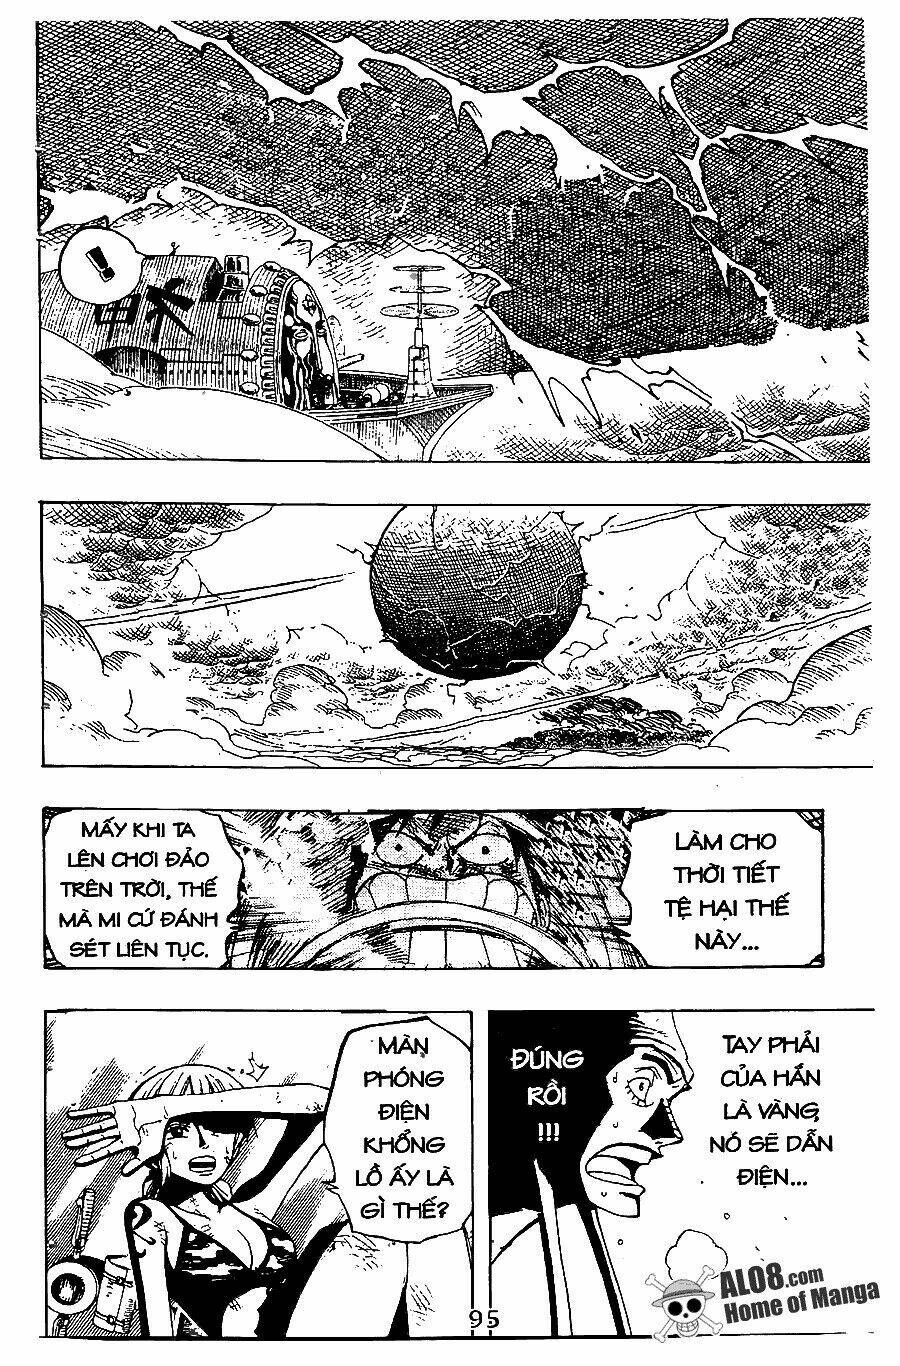 !
LÀM CHO
THỜI TIẾT
TỆ HẠI THẾ
NÀY...
MẤY KHI TA
LÊN CHƠI ĐẢO
TRÊN TRỜI, THẾ
MÀ MI CỨ ĐÁNH
SÉT LIÊN TỤC.
TAY PHẢI
CỦA HẮN
LÀ VÀNG,
NÓ SẼ DẪN
ĐIỆN...
ĐÚNG
RỒI
!!!
MÀN
PHÓNG
ĐIỆN
KHỔNG
LỒ ẤY LÀ
GÌ THẾ?
95
ALO8.com
Home of Manga